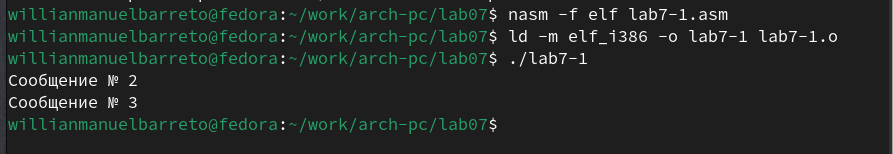 willianmanuelbarreto@fedora:~/work/arch-pc/lab07$ nasm -f elf lab7-1.asm
willianmanuelbarreto@fedora:~/work/arch-pc/lab07$ ld -m elf_i386 -o lab7-1 lab7-1.o
willianmanuelbarreto@fedora:~/work/arch-pc/lab07$ ./lab7-1
Сообщение № 2
Сообщение № 3
willianmanuelbarreto@fedora:~/work/arch-pc/lab07$